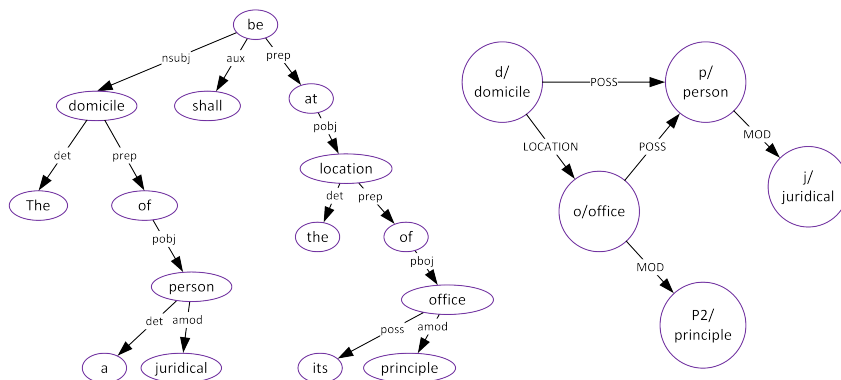 be
nsubj
aux
prep
domicile
shall
at
det
prep
pobj
The
of
location
det
prep
pobj
the
of
person
pboj
det
amod
office
poss
amod
a
juridical
its
principle
d/
domicile
POSS
p/
person
LOCATION
POSS
MOD
j/
juridical
o/office
MOD
P2/
principle